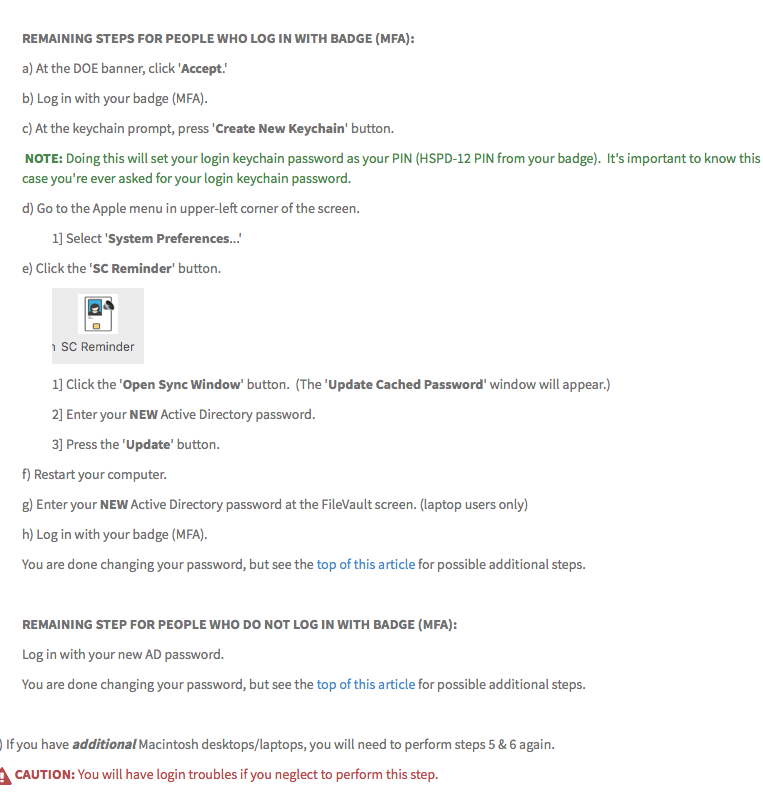 REMAINING STEPS FOR PEOPLE WHO LOG IN WITH BADGE (MFA):
a) At the DOE banner, click 'Accept.'
b) Log in with your badge (MFA).
c) At the keychain prompt, press 'Create New Keychain' button.
NOTE: Doing this will set your login keychain password as your PIN (HSPD-12 PIN from your badge).  It's important to know this
case you're ever asked for your login keychain password.
d) Go to the Apple menu in upper-left corner of the screen.
1] Select 'System Preferences...'
e) Click the 'SC Reminder' button.
SC Reminder
1] Click the 'Open Sync Window' button.  (The 'Update Cached Password' window will appear.)
2] Enter your NEW Active Directory password.
3] Press the 'Update' button.
f) Restart your computer.
g) Enter your NEW Active Directory password at the FileVault screen. (laptop users only)
h) Log in with your badge (MFA).
You are done changing your password, but see the top of this article for possible additional steps.
REMAINING STEP FOR PEOPLE WHO DO NOT LOG IN WITH BADGE (MFA):
Log in with your new AD password.
You are done changing your password, but see the top of this article for possible additional steps.
) If you have additional Macintosh desktops/laptops, you will need to perform steps 5 & 6 again.
CAUTION: You will have login troubles if you neglect to perform this step.